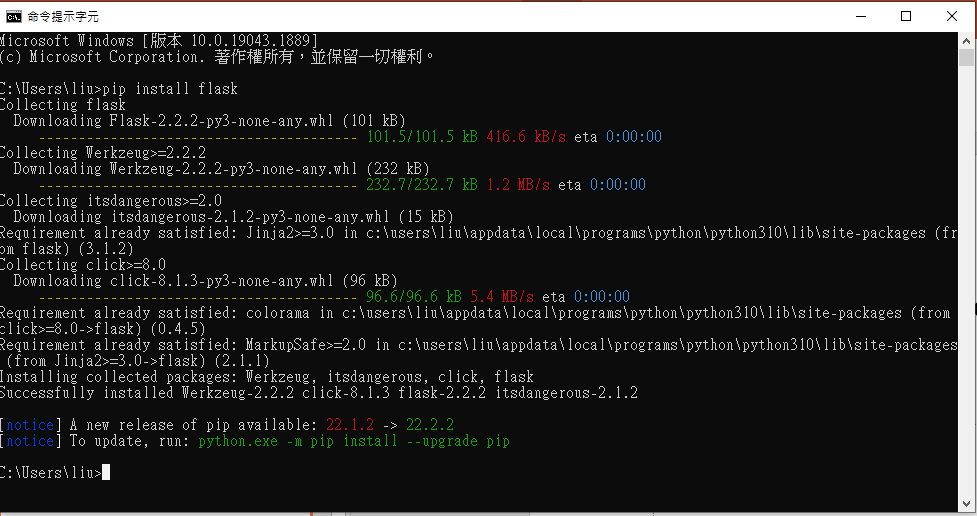 命令提示字元
Microsoft Windows [版本 10.0.19043.1889]
(c) Microsoft Corporation. 著作權所有，並保留一切權利。
C:\Users\liu>pip install flask
Collecting flask
Downloading Flask-2.2.2-py3-none-any.whl (101 kB)
---------------------------------------- 101.5/101.5 kB 416.6 kB/s eta 0:00:00
Collecting Werkzeug>=2.2.2
Downloading Werkzeug-2.2.2-py3-none-any.whl (232 kB)
---------------------------------------- 232.7/232.7 kB 1.2 MB/s eta 0:00:00
Collecting itsdangerous>=2.0
Downloading itsdangerous-2.1.2-py3-none-any.whl (15 kB)
Requirement already satisfied: Jinja2>=3.0 in c:\users\liu\appdata\local\programs\python\python310\lib\site-packages (fr
om flask) (3.1.2)
Collecting click>=8.0
Downloading click-8.1.3-py3-none-any.whl (96 kB)
---------------------------------------- 96.6/96.6 kB 5.4 MB/s eta 0:00:00
Requirement already satisfied: colorama in c:\users\liu\appdata\local\programs\python\python310\lib\site-packages (from
click>=8.0->flask) (0.4.5)
Requirement already satisfied: MarkupSafe>=2.0 in c:\users\liu\appdata\local\programs\python\python310\lib\site-packages
(from Jinja2>=3.0->flask) (2.1.1)
Installing collected packages: Werkzeug, itsdangerous, click, flask
Successfully installed Werkzeug-2.2.2 click-8.1.3 flask-2.2.2 itsdangerous-2.1.2
[notice] A new release of pip available: 22.1.2 -> 22.2.2
[notice] To update, run: python.exe -m pip install --upgrade pip
C:\Users\liu>